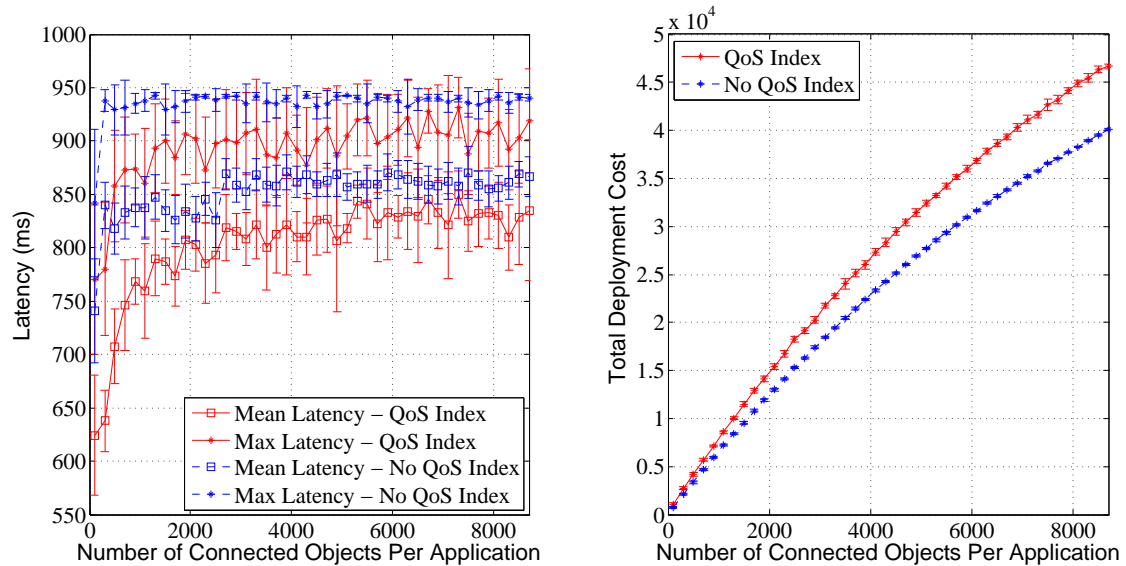 1000
950
900
850
800
750
700
650
600
550
Latency (ms)
0
2000
4000
6000
8000
Number of Connected Objects Per Application
Mean Latency – QoS Index
Max Latency – QoS Index
Mean Latency – No QoS Index
Max Latency – No QoS Index
x 10^4
5
4.5
4
3.5
3
2.5
2
1.5
1
0.5
0
Total Deployment Cost
0
2000
4000
6000
8000
Number of Connected Objects Per Application
QoS Index
No QoS Index